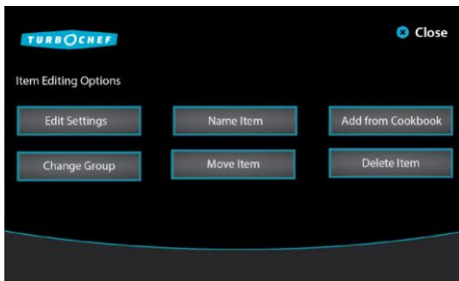 TURBOCHEF
Close
Item Editing Options
Edit Settings
Name Item
Add from Cookbook
Change Group
Move Item
Delete Item